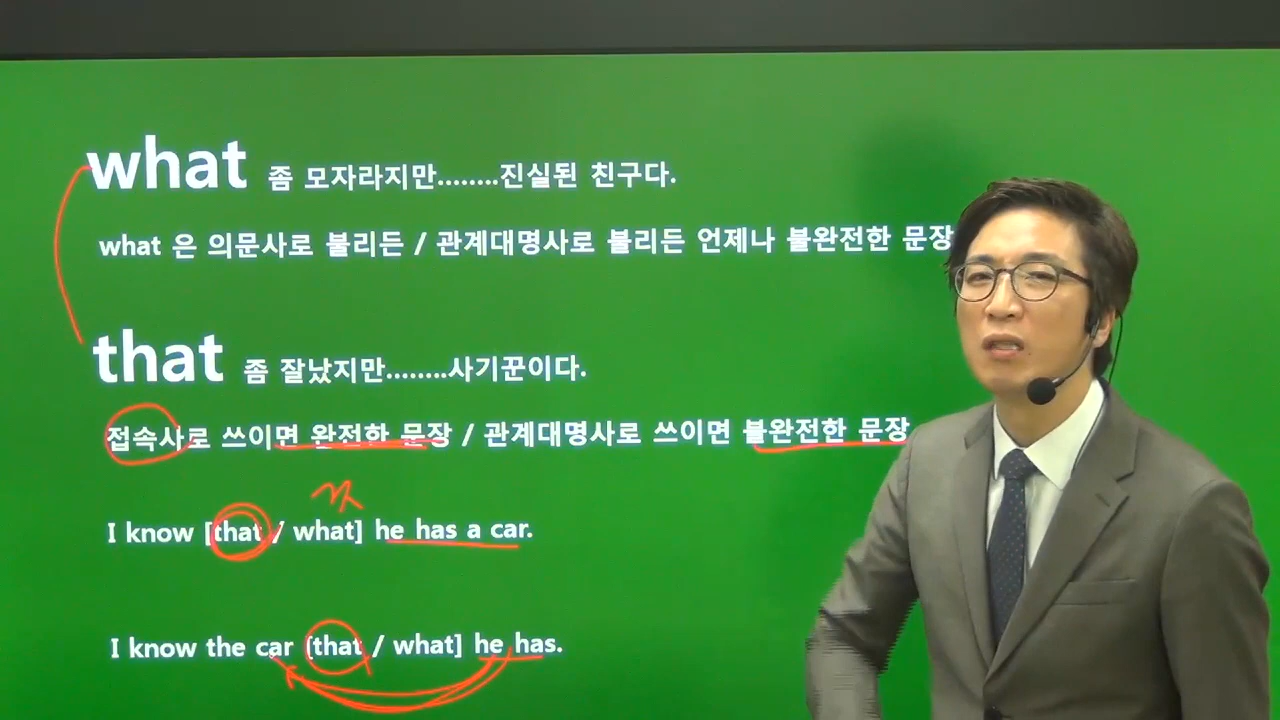 what 좀 모자라지만........진실된 친구다.
what 은 의문사로 불리든 / 관계대명사로 불리든 언제나 불완전한 문장
that 좀 잘났지만........사기꾼이다.
접속사로 쓰이면 완전한 문장 / 관계대명사로 쓰이면 불완전한 문장
I know [that / what] he has a car.
I know the car [that / what] he has.